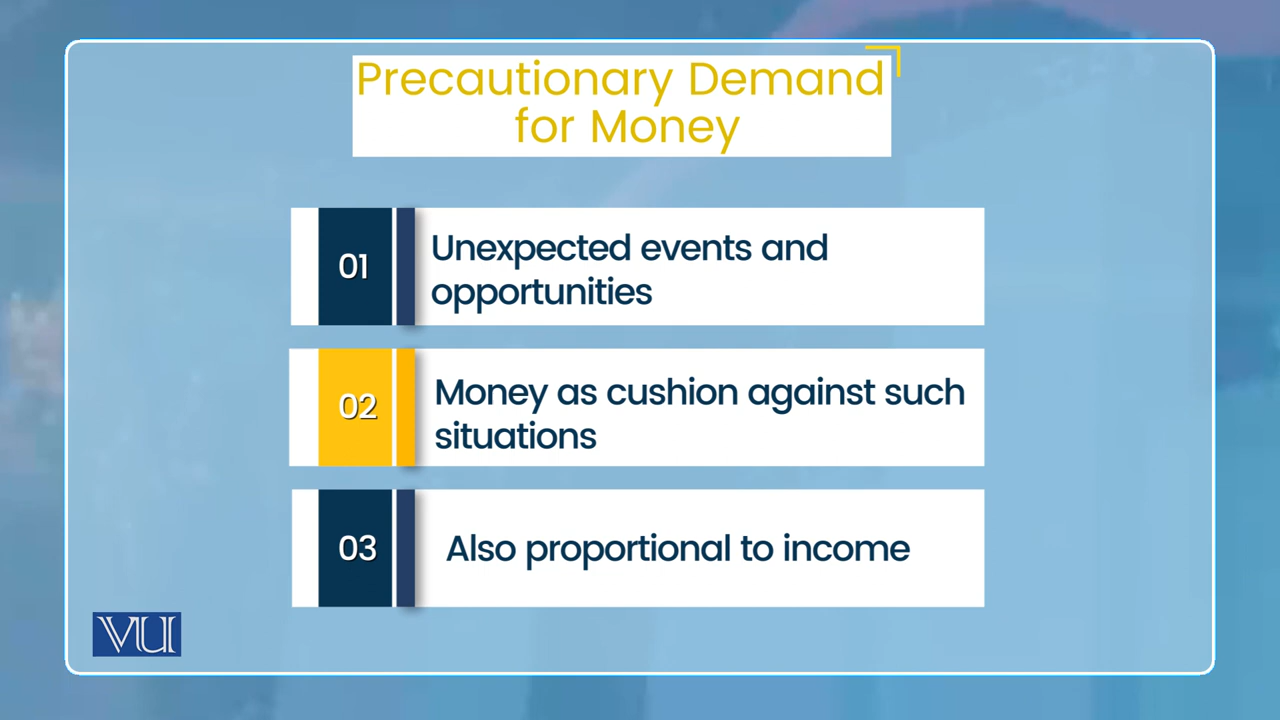 Precautionary Demand
for Money
01
Unexpected events and
opportunities
02
Money as cushion against such
situations
03
Also proportional to income
VU